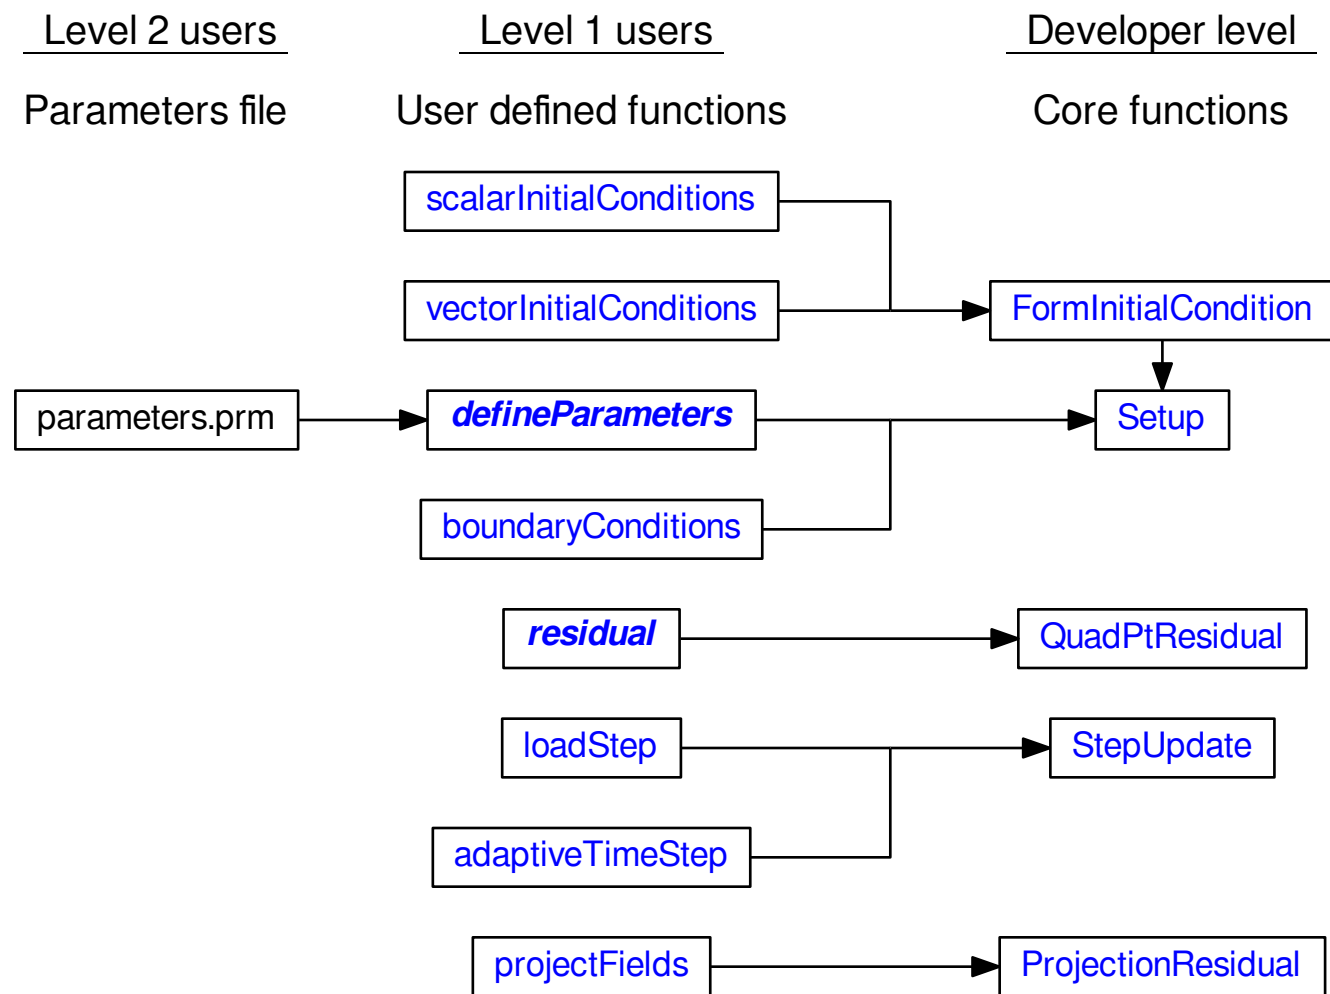 Level 2 users
Level 1 users
Developer level
Parameters file
User defined functions
Core functions
scalarInitialConditions
vectorInitialConditions
FormInitialCondition
parameters.prm
defineParameters
Setup
boundaryConditions
residual
QuadPtResidual
loadStep
StepUpdate
adaptiveTimeStep
projectFields
ProjectionResidual